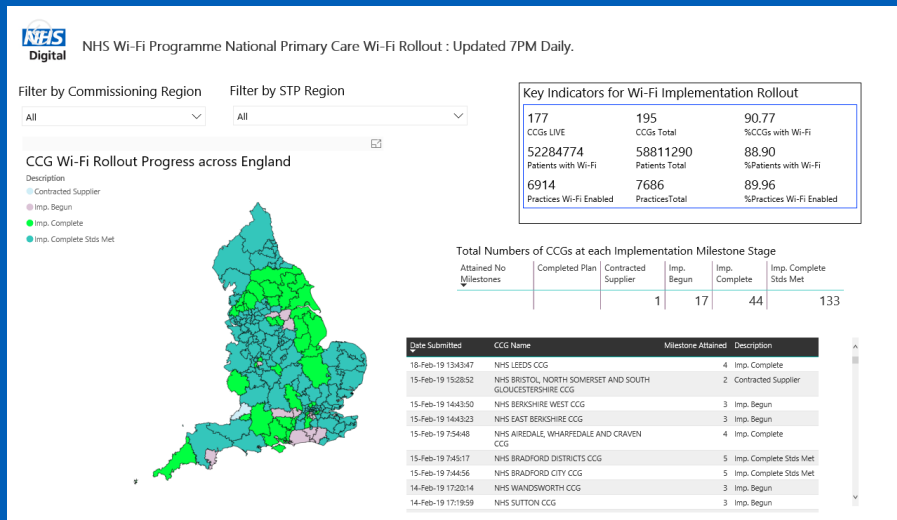 NHS
Digital
NHS Wi-Fi Programme National Primary Care Wi-Fi Rollout : Updated 7PM Daily.
Filter by Commissioning Region
All
Filter by STP Region
All
Key Indicators for Wi-Fi Implementation Rollout
177 195 90.77
CCGs LIVE CCGs Total %CCGs with Wi-Fi
52284774 58811290 88.90
Patients with Wi-Fi Patients Total %Patients with Wi-Fi
6914 7686 89.96
Practices Wi-Fi Enabled PracticesTotal %Practices Wi-Fi Enabled
CCG Wi-Fi Rollout Progress across England
Description
Contracted Supplier
Imp. Begun
Imp. Complete
Imp. Complete Stds Met
Total Numbers of CCGs at each Implementation Milestone Stage
Attained No Completed Plan Contracted Imp. Imp. Imp. Complete
Milestones Supplier Begun Complete Stds Met
1 17 44 133
Date Submitted CCG Name Milestone Attained Description
18-Feb-19 13:43:47 NHS LEEDS CCG 4 Imp. Complete
15-Feb-19 15:28:52 NHS BRISTOL, NORTH SOMERSET AND SOUTH 2 Contracted Supplier
GLOUCESTERSHIRE CCG
15-Feb-19 14:43:50 NHS BERKSHIRE WEST CCG 3 Imp. Begun
15-Feb-19 14:43:23 NHS EAST BERKSHIRE CCG 3 Imp. Begun
15-Feb-19 7:54:48 NHS AIREDALE, WHARFEDALE AND CRAVEN 4 Imp. Complete
CCG
15-Feb-19 7:45:17 NHS BRADFORD DISTRICTS CCG 5 Imp. Complete Stds Met
15-Feb-19 7:44:56 NHS BRADFORD CITY CCG 5 Imp. Complete Stds Met
14-Feb-19 17:20:14 NHS WANDSWORTH CCG 3 Imp. Begun
14-Feb-19 17:19:59 NHS SUTTON CCG 3 Imp. Begun